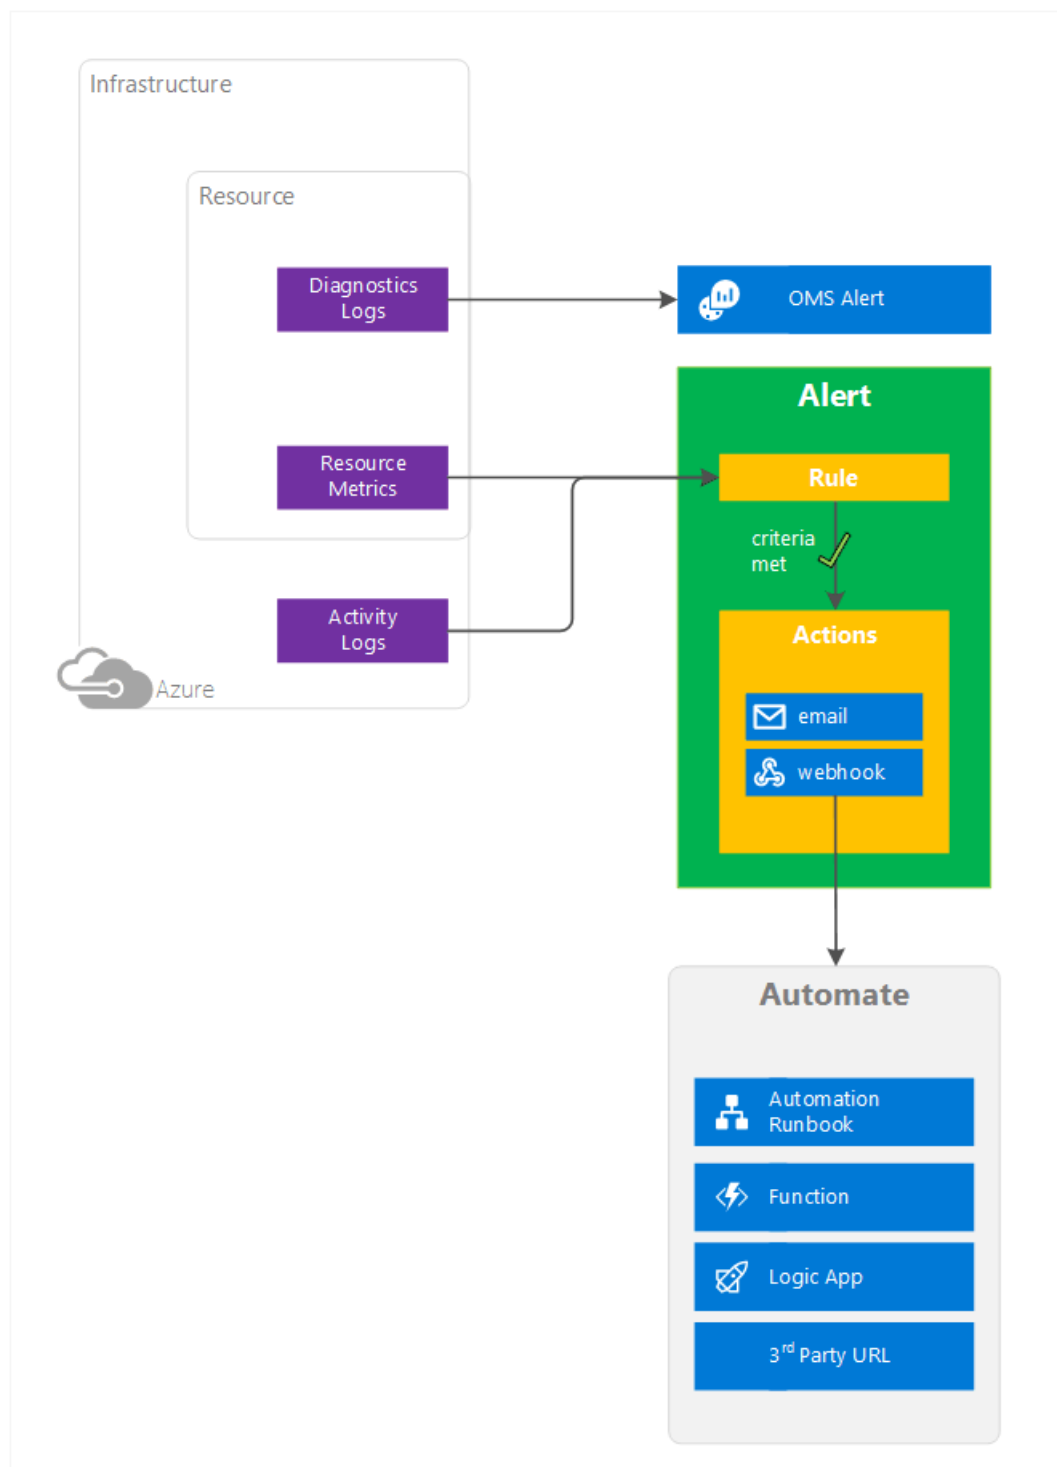 Infrastructure
Resource
Diagnostics
Logs
OMS Alert
Alert
Resource
Metrics
Rule
criteria
met
Activity
Logs
Actions
Azure
email
webhook
Automate
Automation
Runbook
Function
Logic App
3rd Party URL